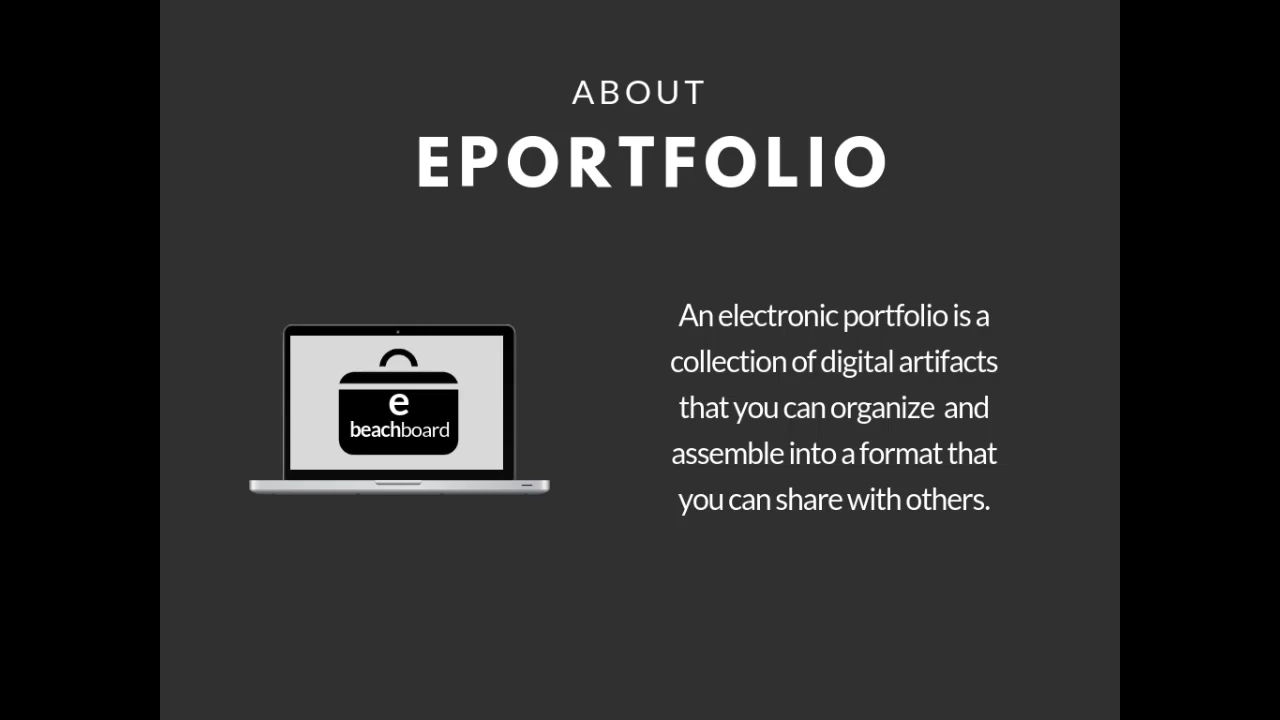 ABOUT
EPORTFOLIO
e
beachboard
An electronic portfolio is a
collection of digital artifacts
that you can organize and
assemble into a format that
you can share with others.